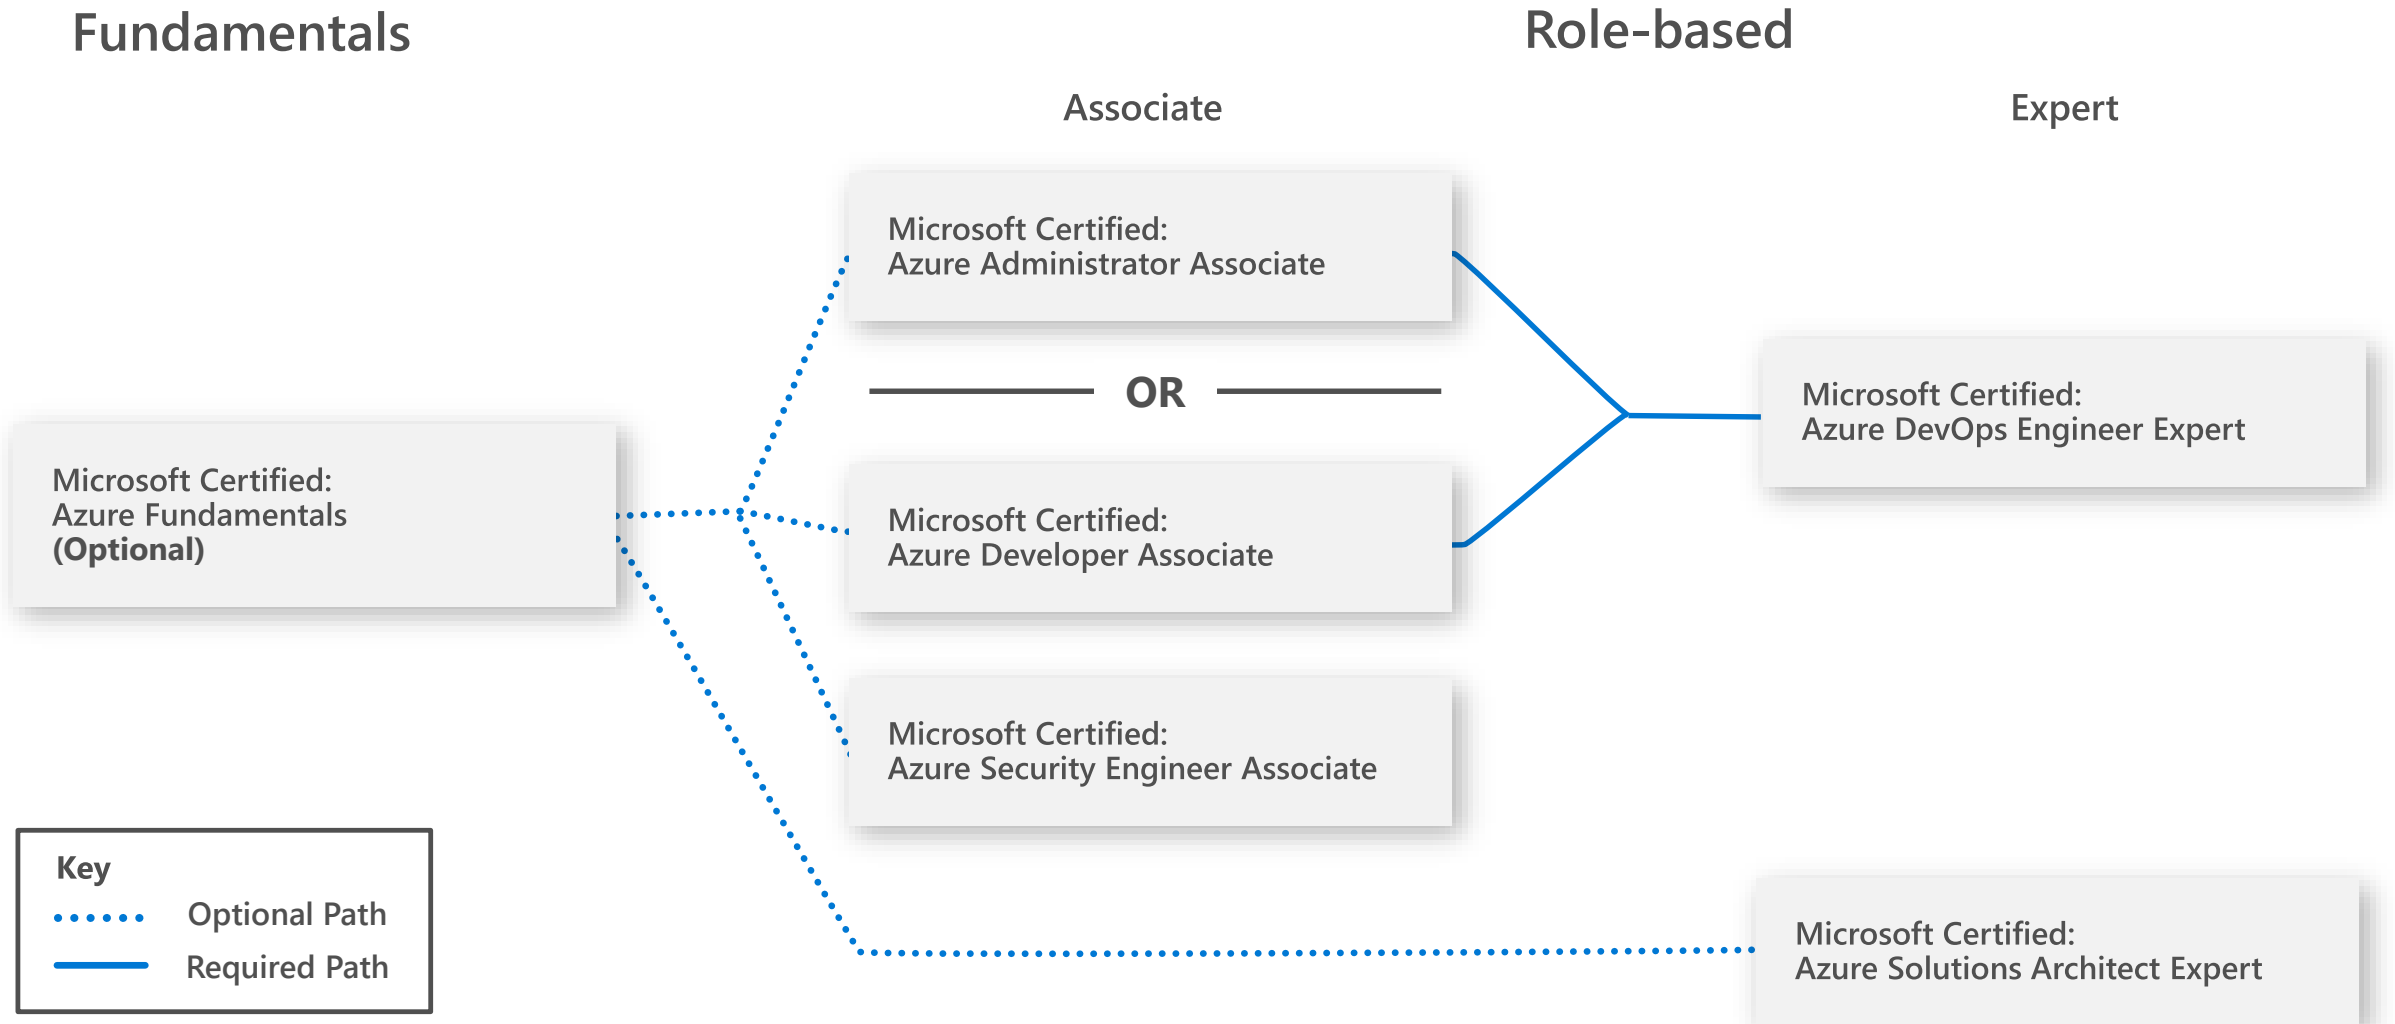 Fundamentals
Role-based
Associate
Expert
Microsoft Certified:
Azure Administrator Associate
OR
Microsoft Certified:
Azure DevOps Engineer Expert
Microsoft Certified:
Azure Fundamentals
(Optional)
Microsoft Certified:
Azure Developer Associate
Microsoft Certified:
Azure Security Engineer Associate
Key
Optional Path
Required Path
Microsoft Certified:
Azure Solutions Architect Expert